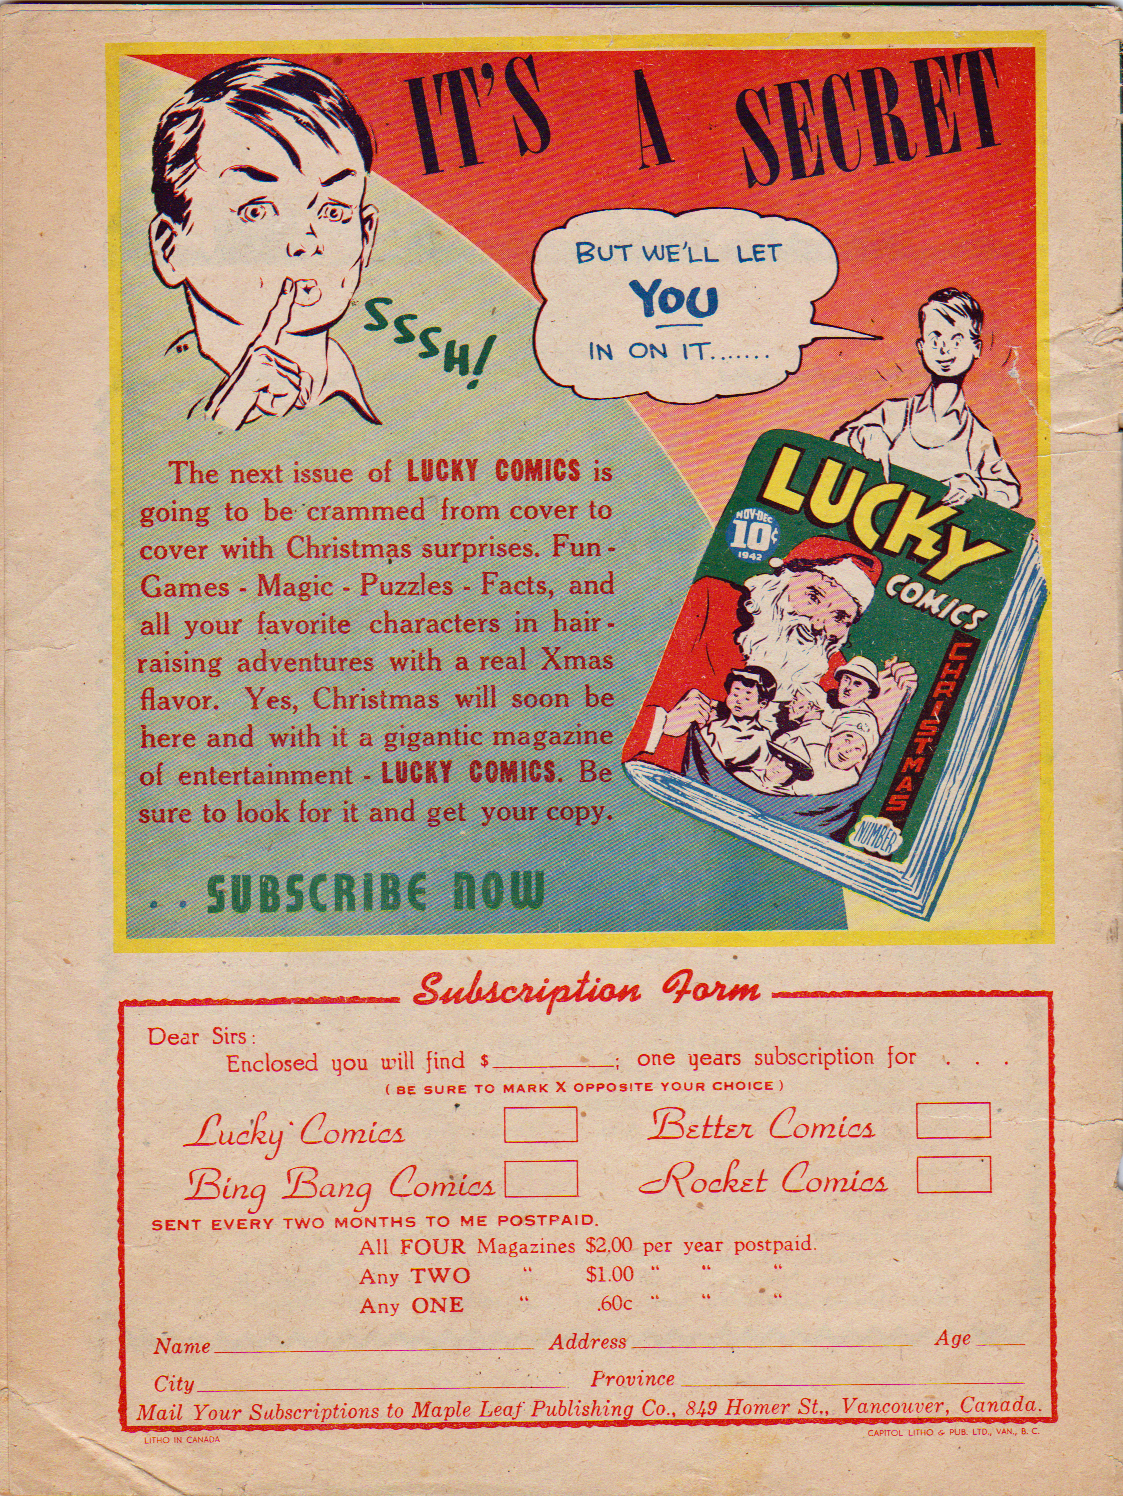 IT'S A SECRET
SSSH!
BUT WE'LL LET
YOU
IN ON IT.......
The next issue of LUCKY COMICS is
going to be crammed from cover to
cover with Christmas surprises. Fun -
Games - Magic - Puzzles - Facts, and
all your favorite characters in hair -
raising adventures with a real Xmas
flavor. Yes, Christmas will soon be
here and with it a gigantic magazine
of entertainment - LUCKY COMICS. Be
sure to look for it and get your copy.
. . SUBSCRIBE NOW
LUCKY
COMICS
NOV-DEC
10¢
1942
CHRISTMAS
NUMBER
Subscription Form
Dear Sirs:
Enclosed you will find $_________; one years subscription for . . .
( BE SURE TO MARK X OPPOSITE YOUR CHOICE )
Lucky Comics
Better Comics
Bing Bang Comics
Rocket Comics
SENT EVERY TWO MONTHS TO ME POSTPAID.
All FOUR Magazines $2.00 per year postpaid.
Any TWO " $1.00 " " "
Any ONE " .60c " " "
Name__________ Address__________ Age____
City__________ Province__________
Mail Your Subscriptions to Maple Leaf Publishing Co., 849 Homer St., Vancouver, Canada.
LITHO IN CANADA
CAPITOL LITHO & PUB. LTD., VAN., B. C.